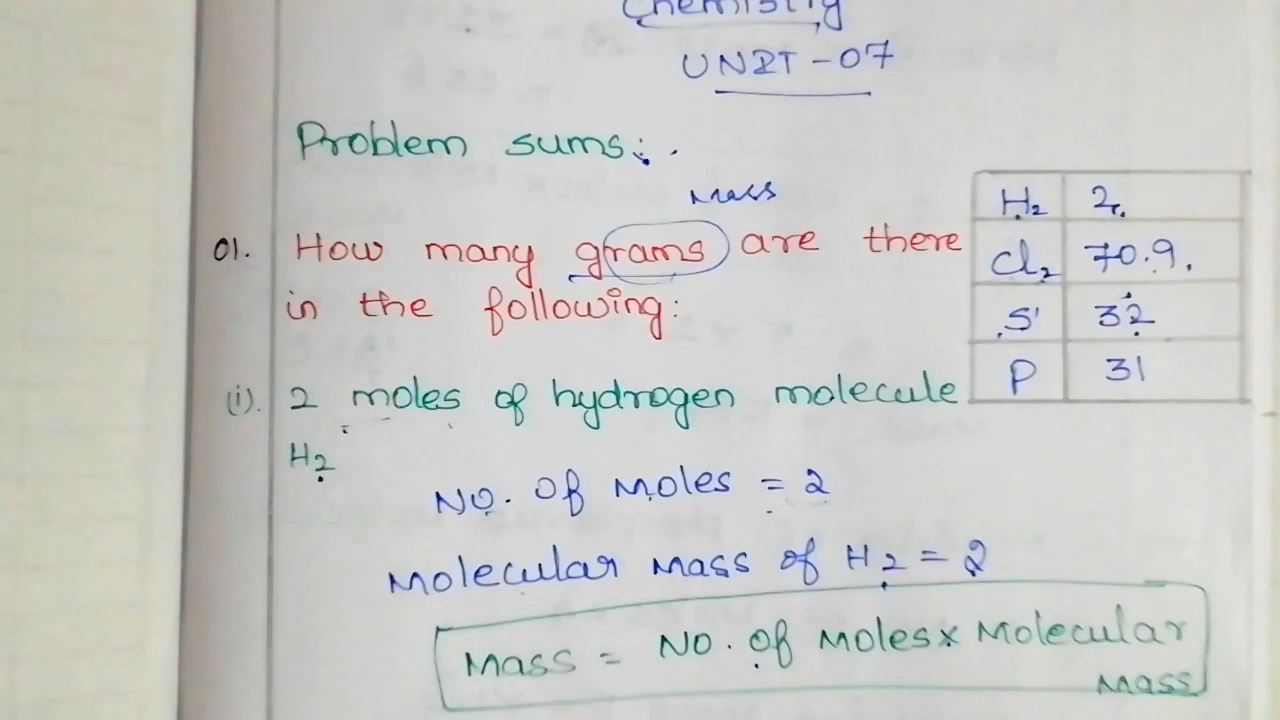 Chemistry
UNIT - 07
Problem sums:
Mass
01. How many grams are there
in the following:
H₂ 2
Cl₂ 70.9
S 32
P 31
(i). 2 moles of hydrogen molecule
H₂
No. of moles = 2
Molecular mass of H₂ = 2
Mass = No. of moles x Molecular
mass